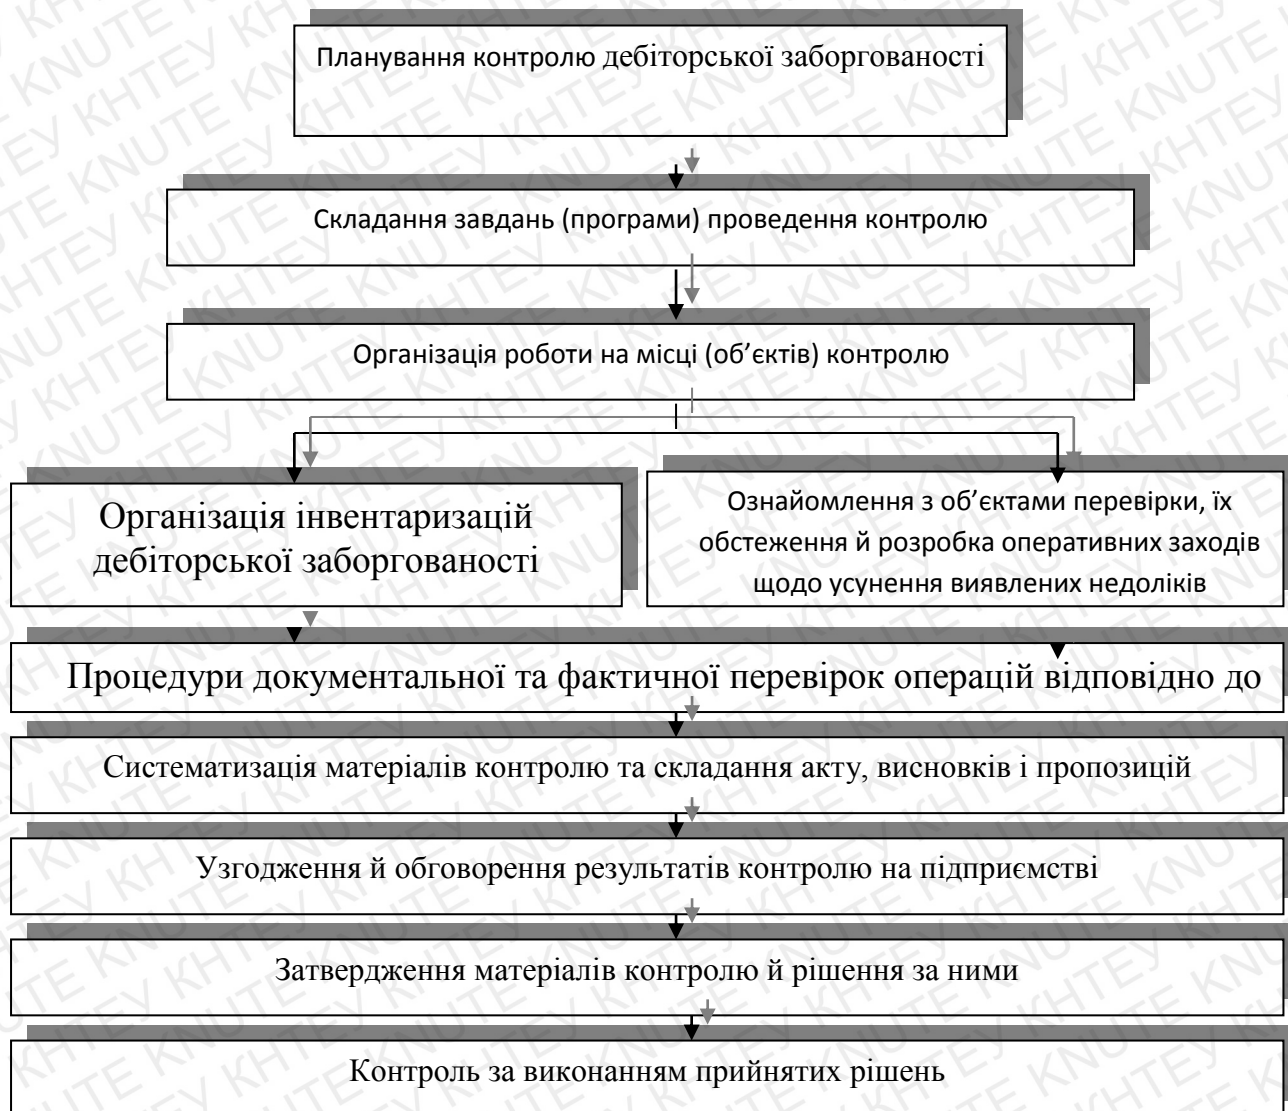 Планування контролю дебіторської заборгованості
Складання завдань (програми) проведення контролю
Організація роботи на місці (об’єктів) контролю
Організація інвентаризацій
дебіторської заборгованості
Ознайомлення з об’єктами перевірки, їх
обстеження й розробка оперативних заходів
щодо усунення виявлених недоліків
Процедури документальної та фактичної перевірок операцій відповідно до
Систематизація матеріалів контролю та складання акту, висновків і пропозицій
Узгодження й обговорення результатів контролю на підприємстві
Затвердження матеріалів контролю й рішення за ними
Контроль за виконанням прийнятих рішень